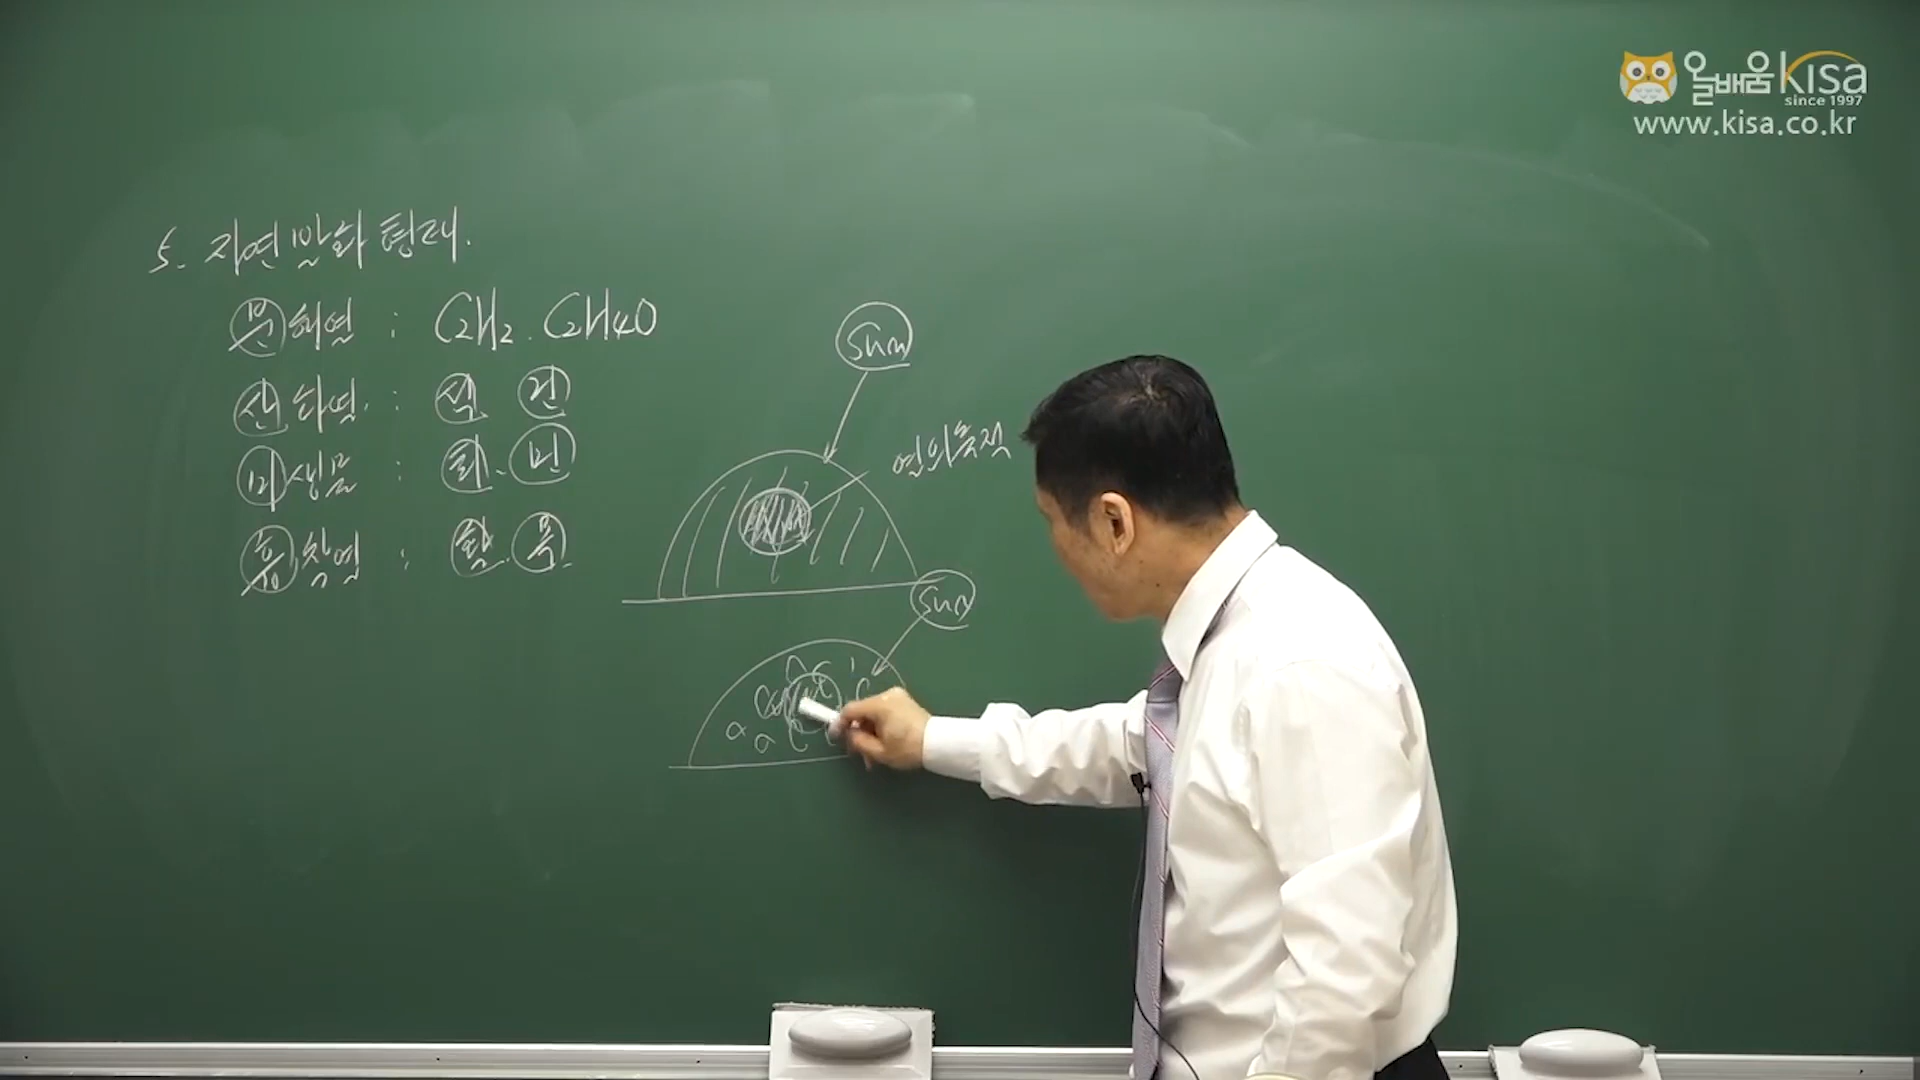 올배움 kisa
since 1997
www.kisa.co.kr
5. 자연발화 형태.
분해열 : C2H2. C2H4O
산화열. : 석 건
미생물 : 퇴. 먼
흡착열 : 활. 목.
Sun
열의축적
Sun